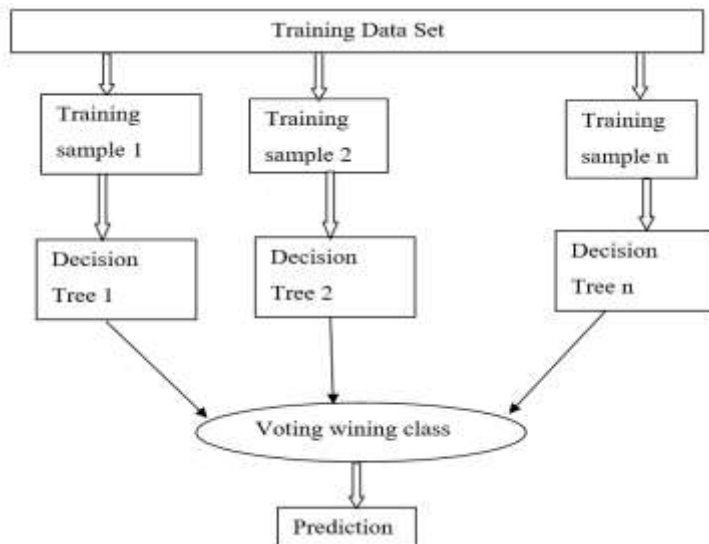 Training Data Set
Training
sample 1
Training
sample 2
Training
sample n
Decision
Tree 1
Decision
Tree 2
Decision
Tree n
Voting wining class
Prediction